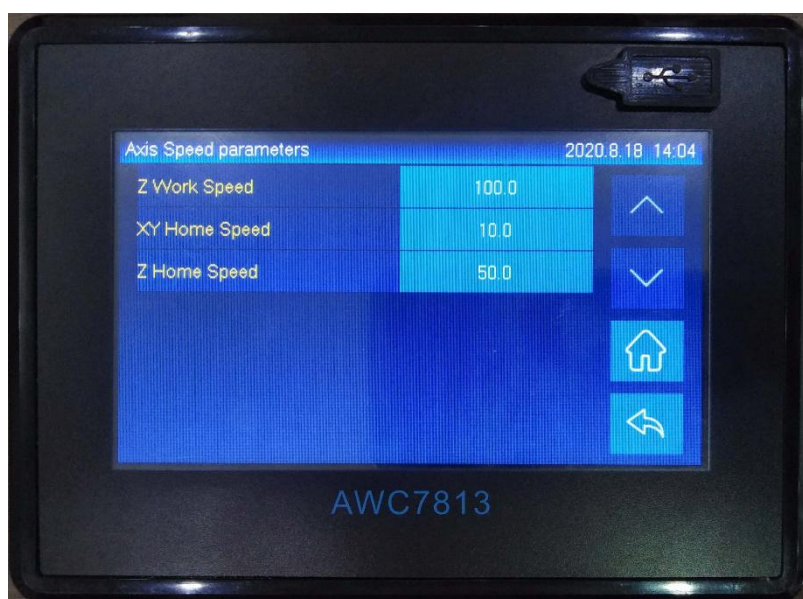 Axis Speed parameters 2020.8.18 14:04
Z Work Speed 100.0
XY Home Speed 10.0
Z Home Speed 50.0
AWC7813